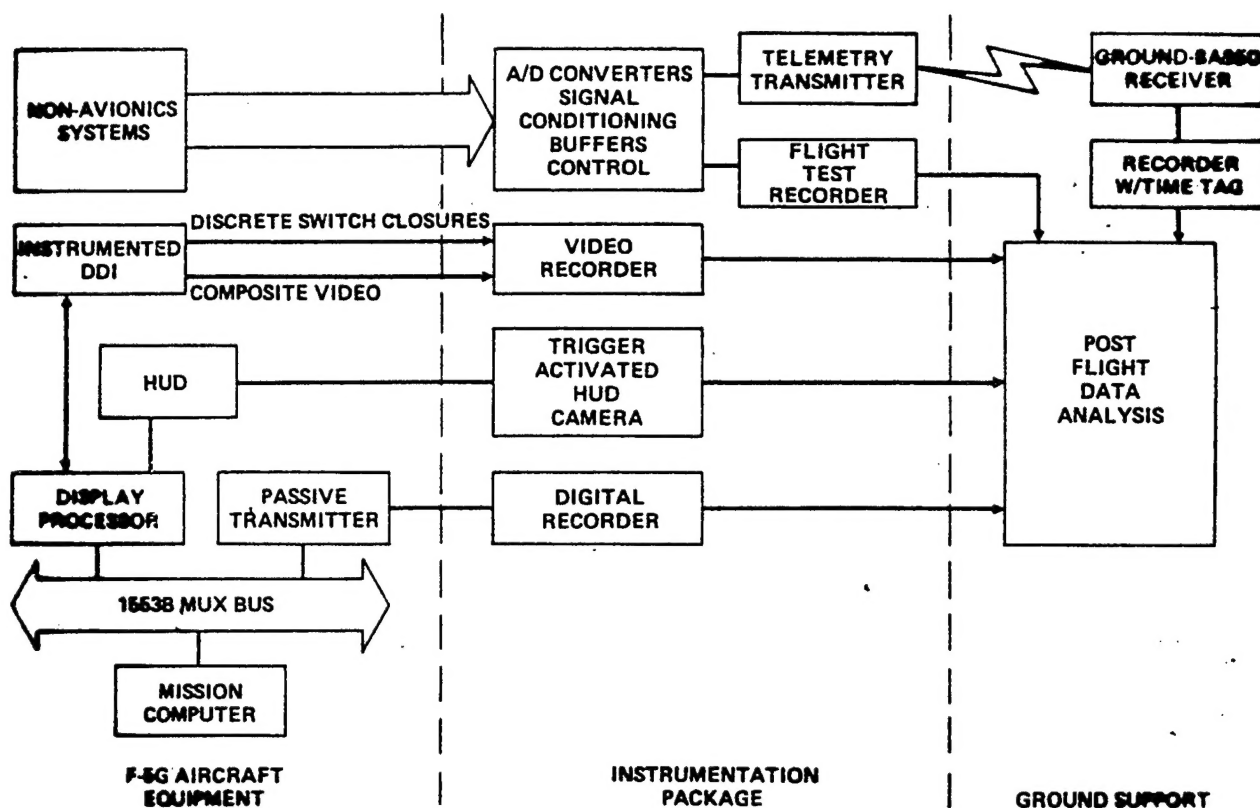 NON-AVIONICS
SYSTEMS
A/D CONVERTERS
SIGNAL
CONDITIONING
BUFFERS
CONTROL
TELEMETRY
TRANSMITTER
GROUND-BASED
RECEIVER
FLIGHT
TEST
RECORDER
RECORDER
W/TIME TAG
DISCRETE SWITCH CLOSURES
INSTRUMENTED
DDI
COMPOSITE VIDEO
VIDEO
RECORDER
HUD
TRIGGER
ACTIVATED
HUD
CAMERA
POST
FLIGHT
DATA
ANALYSIS
DISPLAY
PROCESSOR
PASSIVE
TRANSMITTER
DIGITAL
RECORDER
1553B MUX BUS
MISSION
COMPUTER
F-5G AIRCRAFT
EQUIPMENT
INSTRUMENTATION
PACKAGE
GROUND SUPPORT